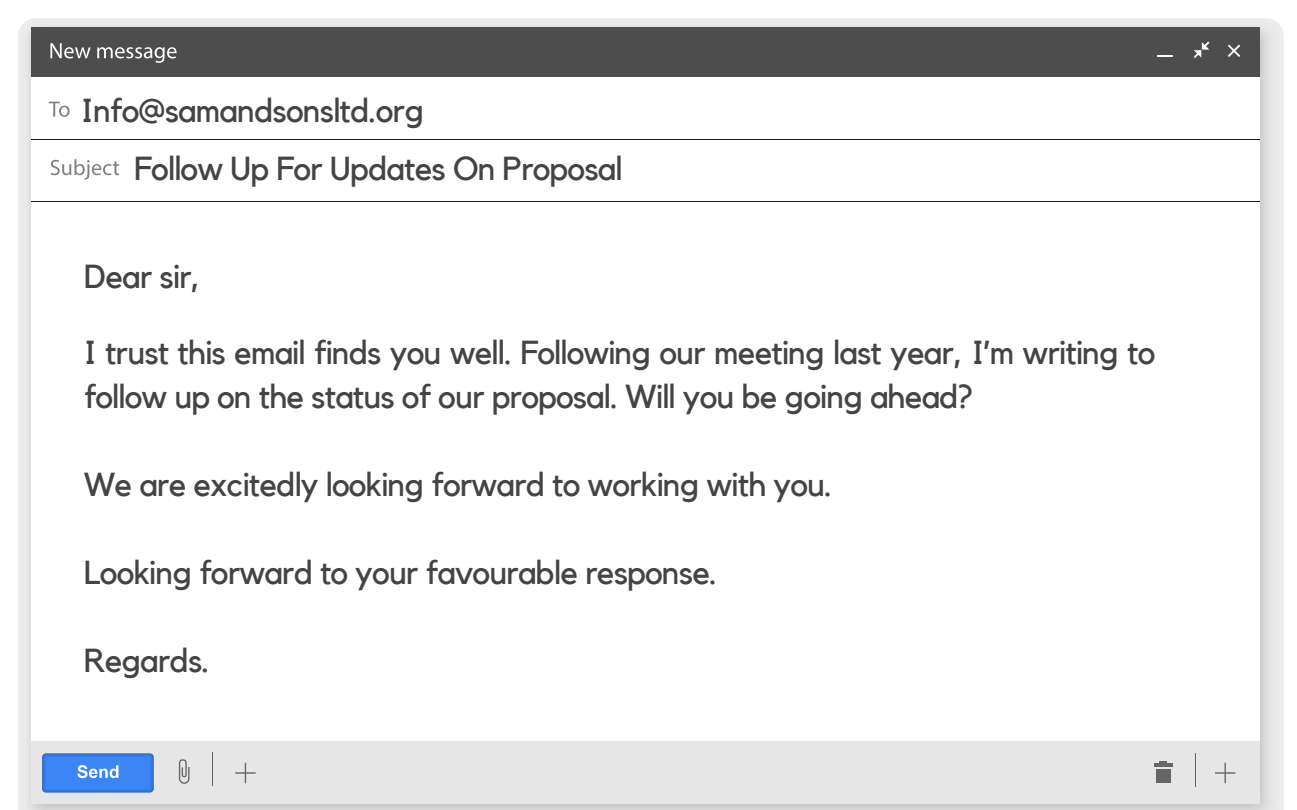 New message
To Info@samandsonsltd.org
Subject Follow Up For Updates On Proposal
Dear sir,
I trust this email finds you well. Following our meeting last year, I’m writing to
follow up on the status of our proposal. Will you be going ahead?
We are excitedly looking forward to working with you.
Looking forward to your favourable response.
Regards.
Send